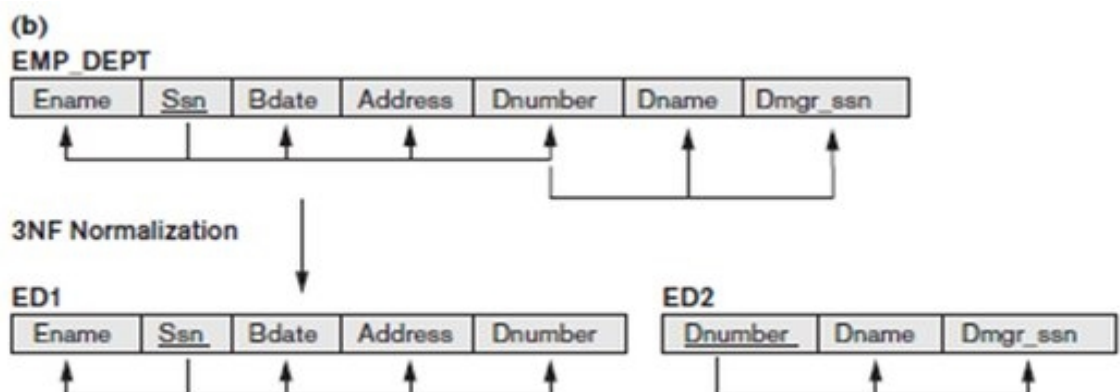 (b)
EMP_DEPT
Ename Ssn Bdate Address Dnumber Dname Dmgr_ssn
3NF Normalization
ED1 ED2
Ename Ssn Bdate Address Dnumber Dnumber Dname Dmgr_ssn